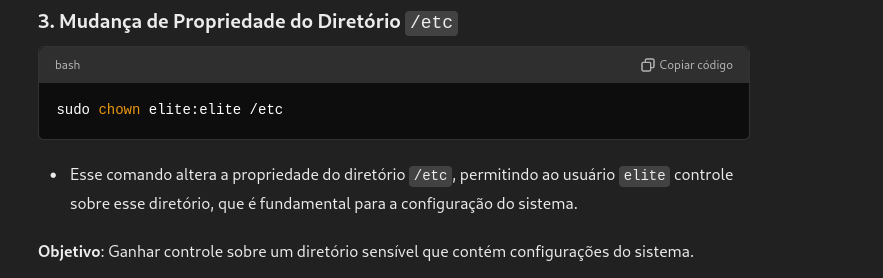 3. Mudança de Propriedade do Diretório /etc
bash
Copiar código
sudo chown elite:elite /etc
• Esse comando altera a propriedade do diretório /etc, permitindo ao usuário elite controle
sobre esse diretório, que é fundamental para a configuração do sistema.
Objetivo: Ganhar controle sobre um diretório sensível que contém configurações do sistema.